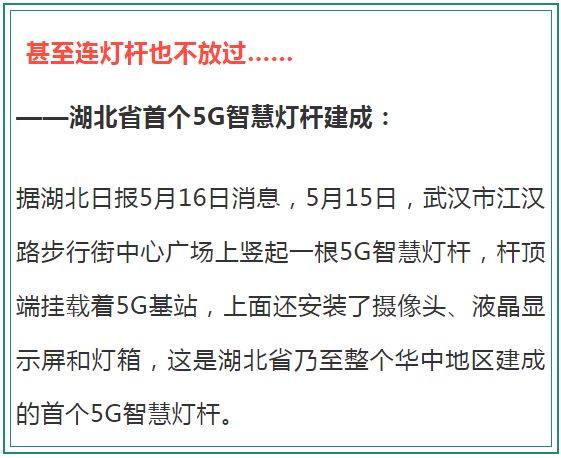 甚至连灯杆也不放过……
——湖北省首个5G智慧灯杆建成：
据湖北日报5月16日消息，5月15日，武汉市江汉
路步行街中心广场上竖起一根5G智慧灯杆，杆顶
端挂载着5G基站，上面还安装了摄像头、液晶显
示屏和灯箱，这是湖北省乃至整个华中地区建成
的首个5G智慧灯杆。